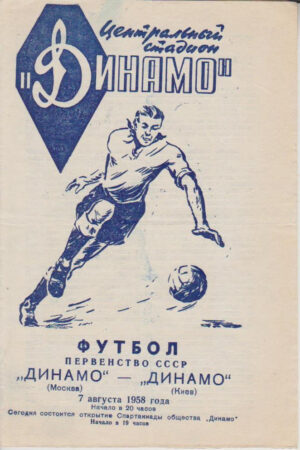 Центральный
стадион
"ДИНАМО"
ФУТБОЛ
ПЕРВЕНСТВО СССР
„ДИНАМО“ — „ДИНАМО“
(Москва) (Киев)
7 августа 1958 года
Начало в 20 часов
Сегодня состоится открытие Спартакиады общества „Динамо“
Начало в 19 часов